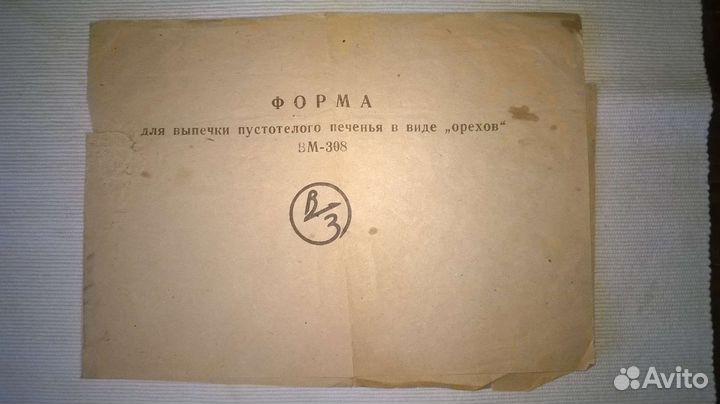 ФОРМА
для выпечки пустотелого печенья в виде „орехов“
ВМ-308
В
З
Avito